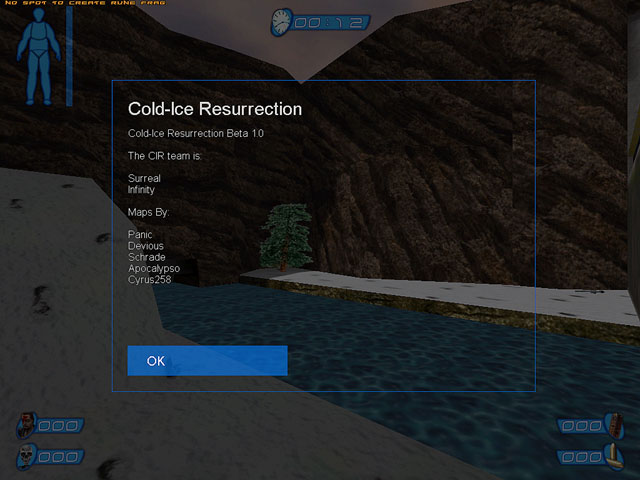 NO SPOT TO CREATE RUNE FRAG
00:12
Cold-Ice Resurrection
Cold-Ice Resurrection Beta 1.0
The CIR team is:
Surreal
Infinity
Maps By:
Panic
Devious
Schrade
Apocalypso
Cyrus258
OK
000
000
000
000